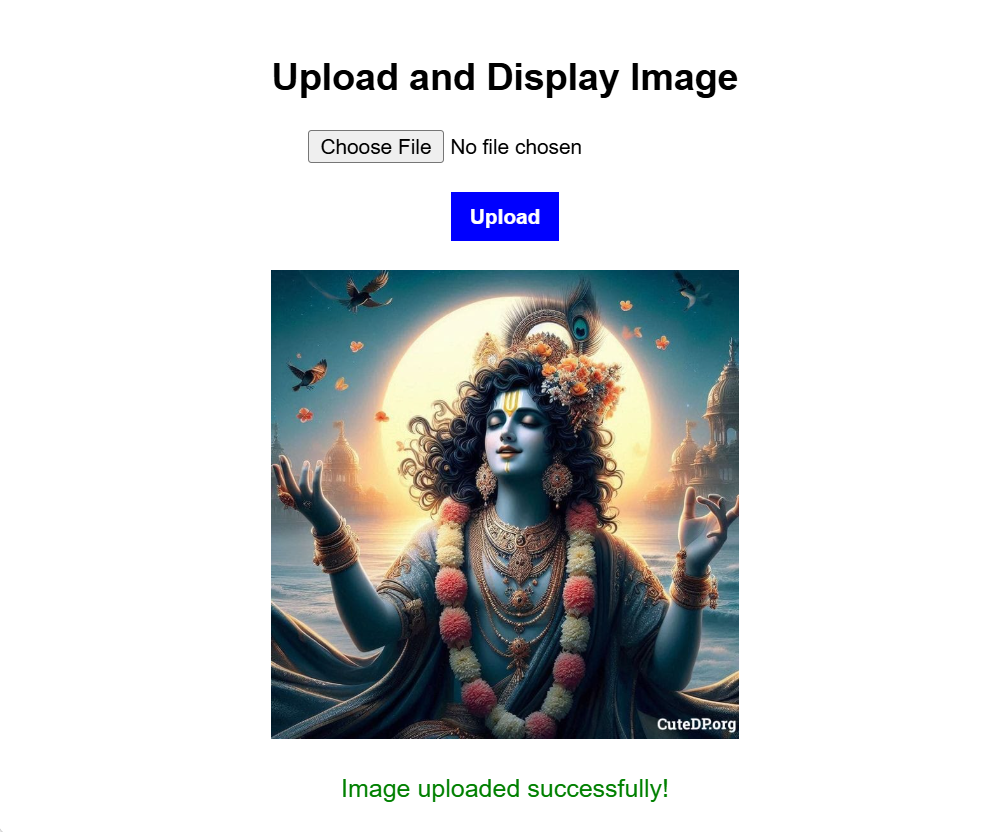 Upload and Display Image
Choose File No file chosen
Upload
CuteDP.org
Image uploaded successfully!